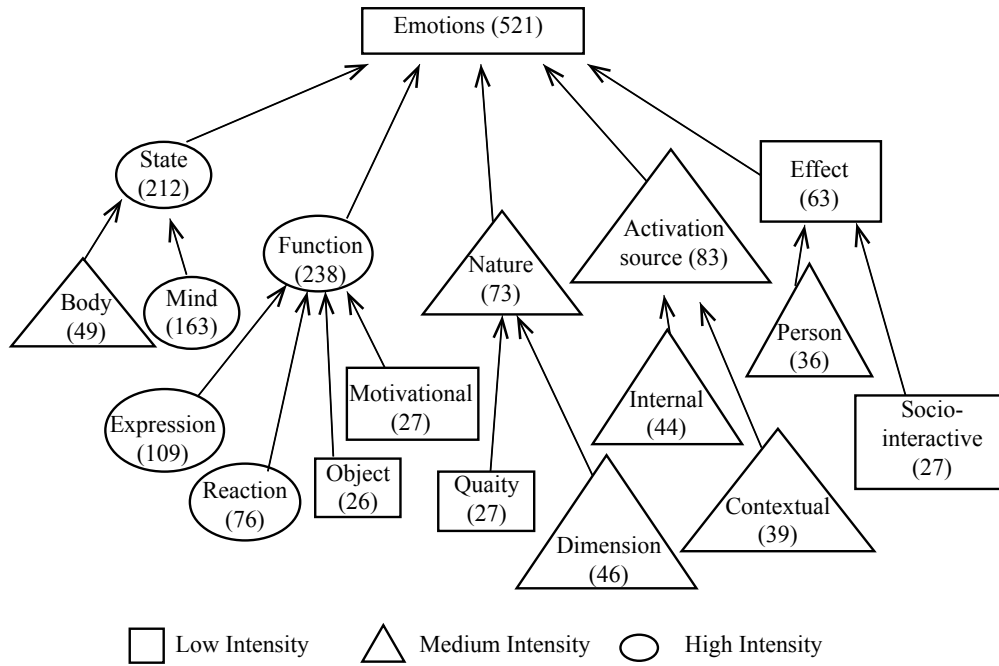 Emotions (521)
State
(212)
Effect
(63)
Function
(238)
Activation
source (83)
Nature
(73)
Body
(49)
Mind
(163)
Person
(36)
Expression
(109)
Motivational
(27)
Internal
(44)
Socio-
interactive
(27)
Reaction
(76)
Object
(26)
Quaity
(27)
Contextual
(39)
Dimension
(46)
Low Intensity
Medium Intensity
High Intensity